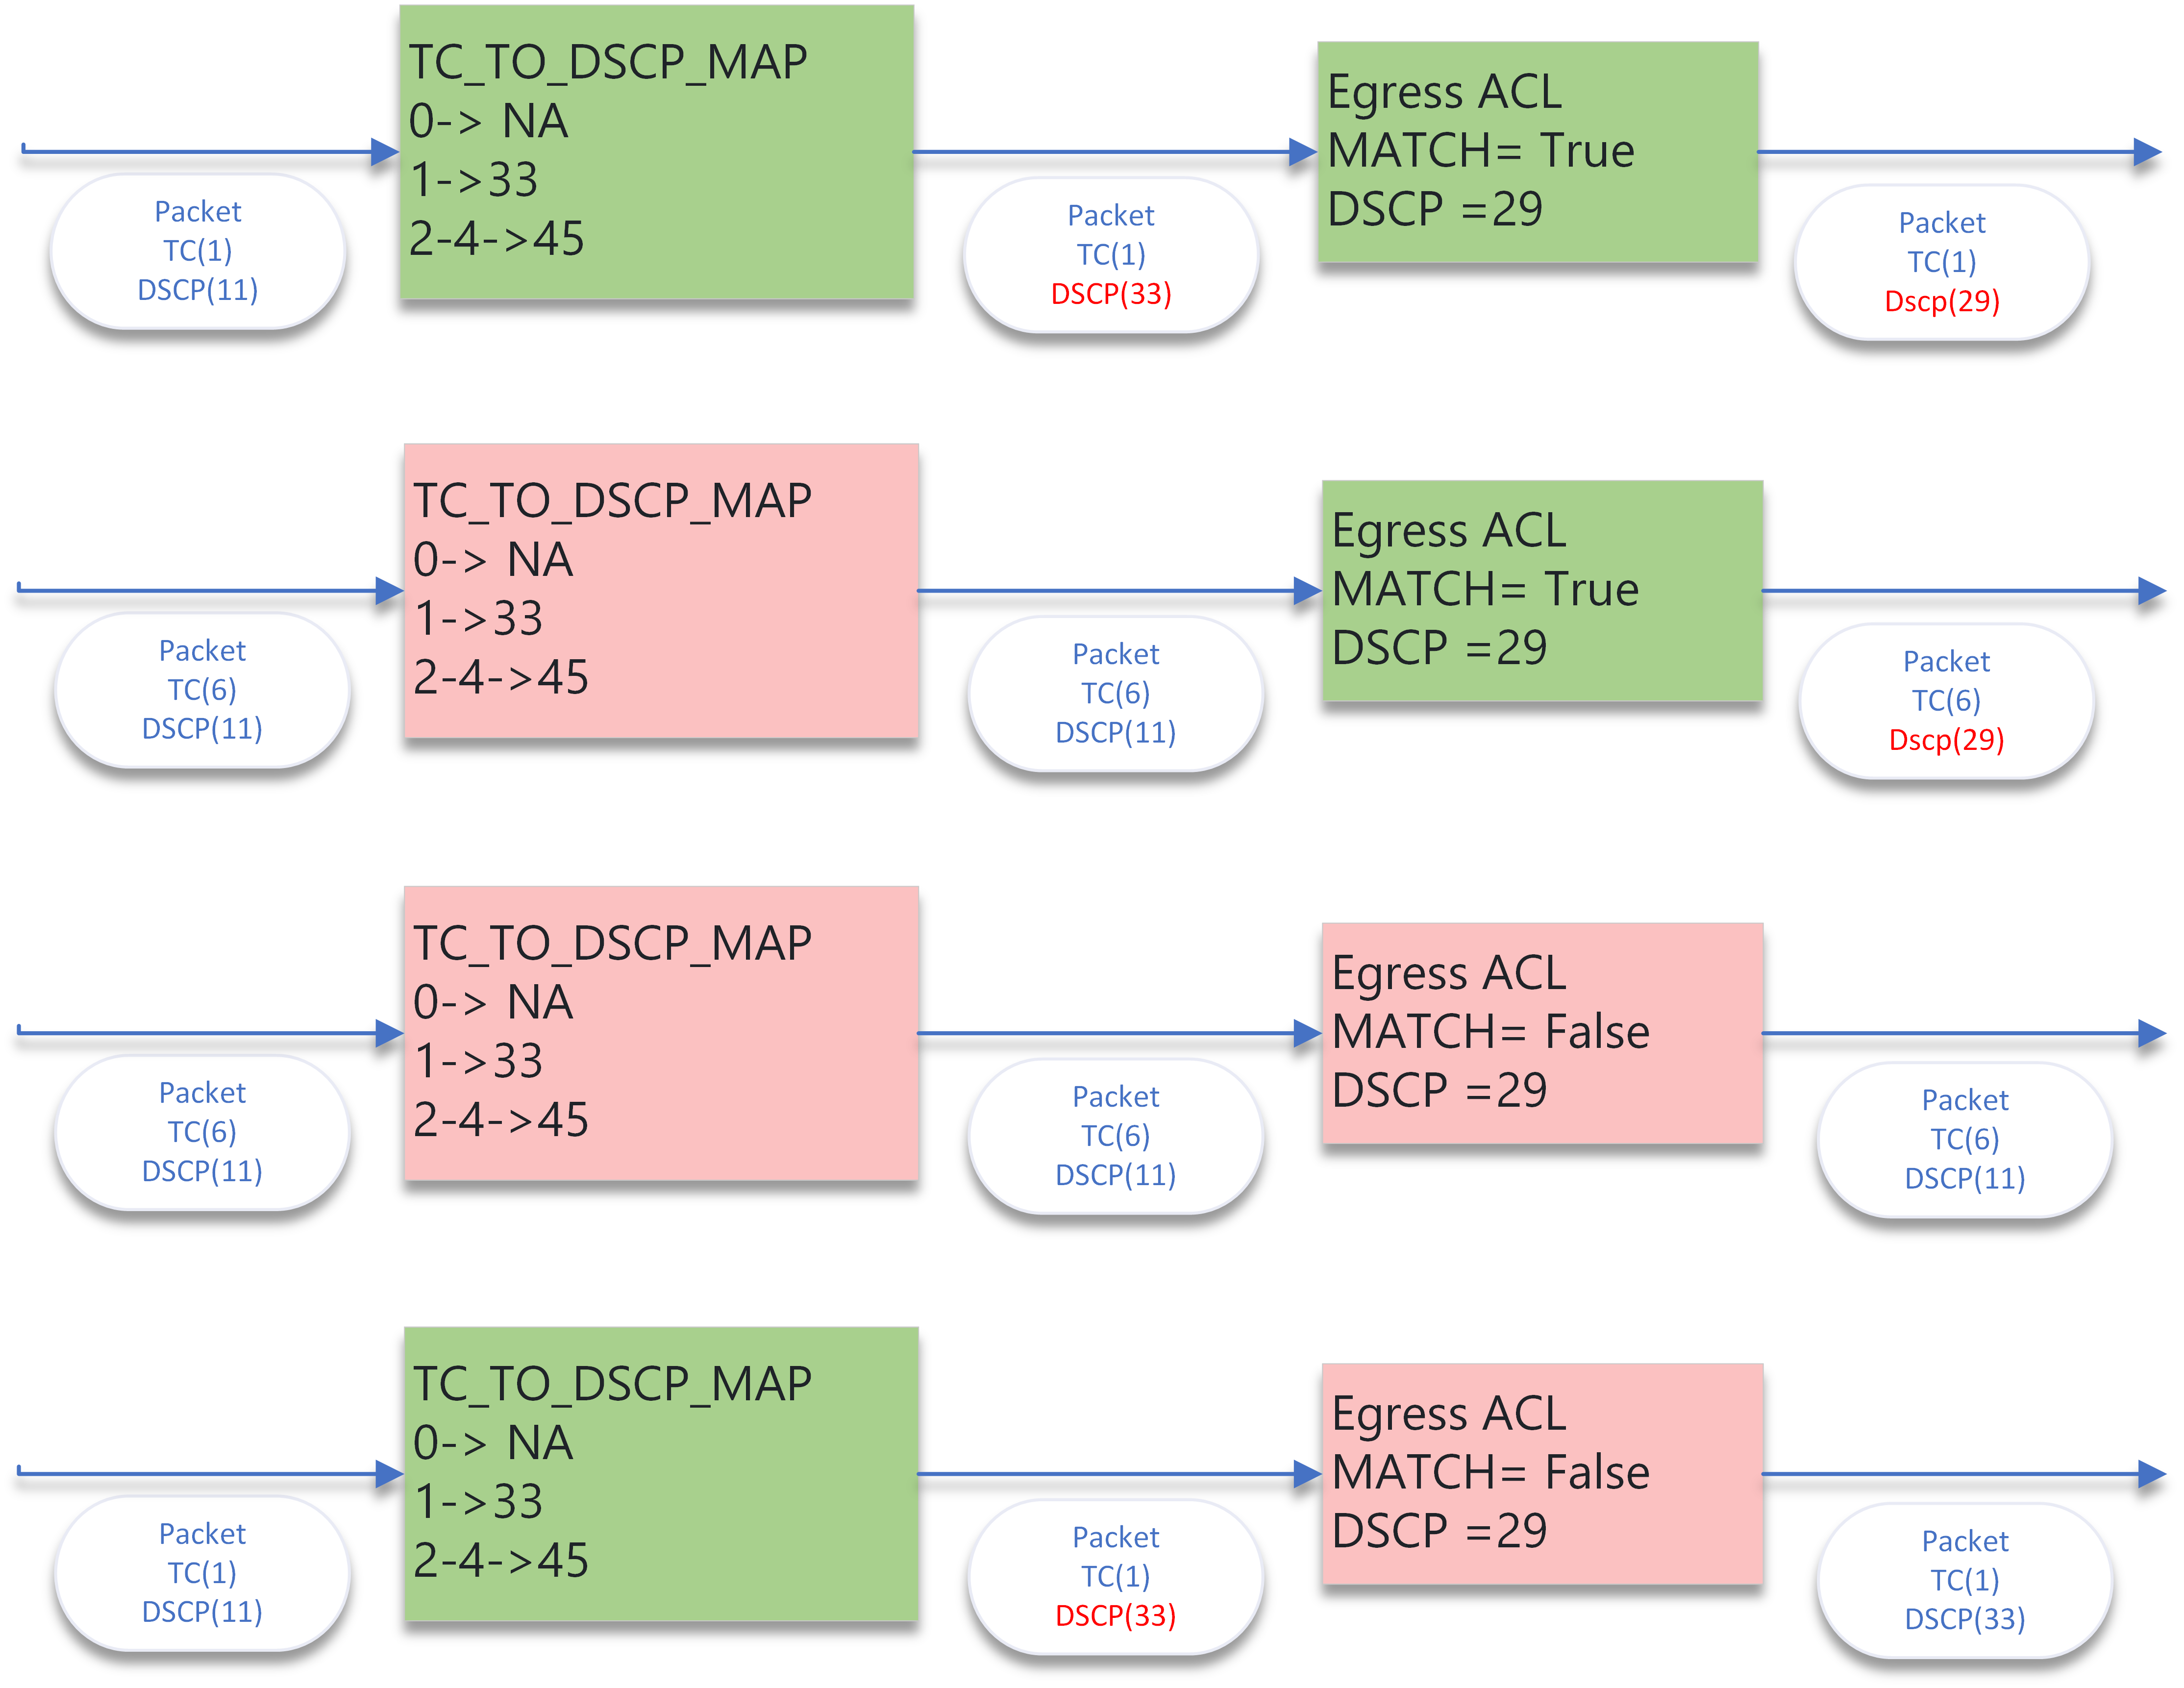 TC_TO_DSCP_MAP
0-> NA
1->33
2-4->45
Egress ACL
MATCH= True
DSCP =29
Packet
TC(1)
DSCP(11)
Packet
TC(1)
DSCP(33)
Packet
TC(1)
Dscp(29)
TC_TO_DSCP_MAP
0-> NA
1->33
2-4->45
Egress ACL
MATCH= True
DSCP =29
Packet
TC(6)
DSCP(11)
Packet
TC(6)
DSCP(11)
Packet
TC(6)
Dscp(29)
TC_TO_DSCP_MAP
0-> NA
1->33
2-4->45
Egress ACL
MATCH= False
DSCP =29
Packet
TC(6)
DSCP(11)
Packet
TC(6)
DSCP(11)
Packet
TC(6)
DSCP(11)
TC_TO_DSCP_MAP
0-> NA
1->33
2-4->45
Egress ACL
MATCH= False
DSCP =29
Packet
TC(1)
DSCP(11)
Packet
TC(1)
DSCP(33)
Packet
TC(1)
DSCP(33)